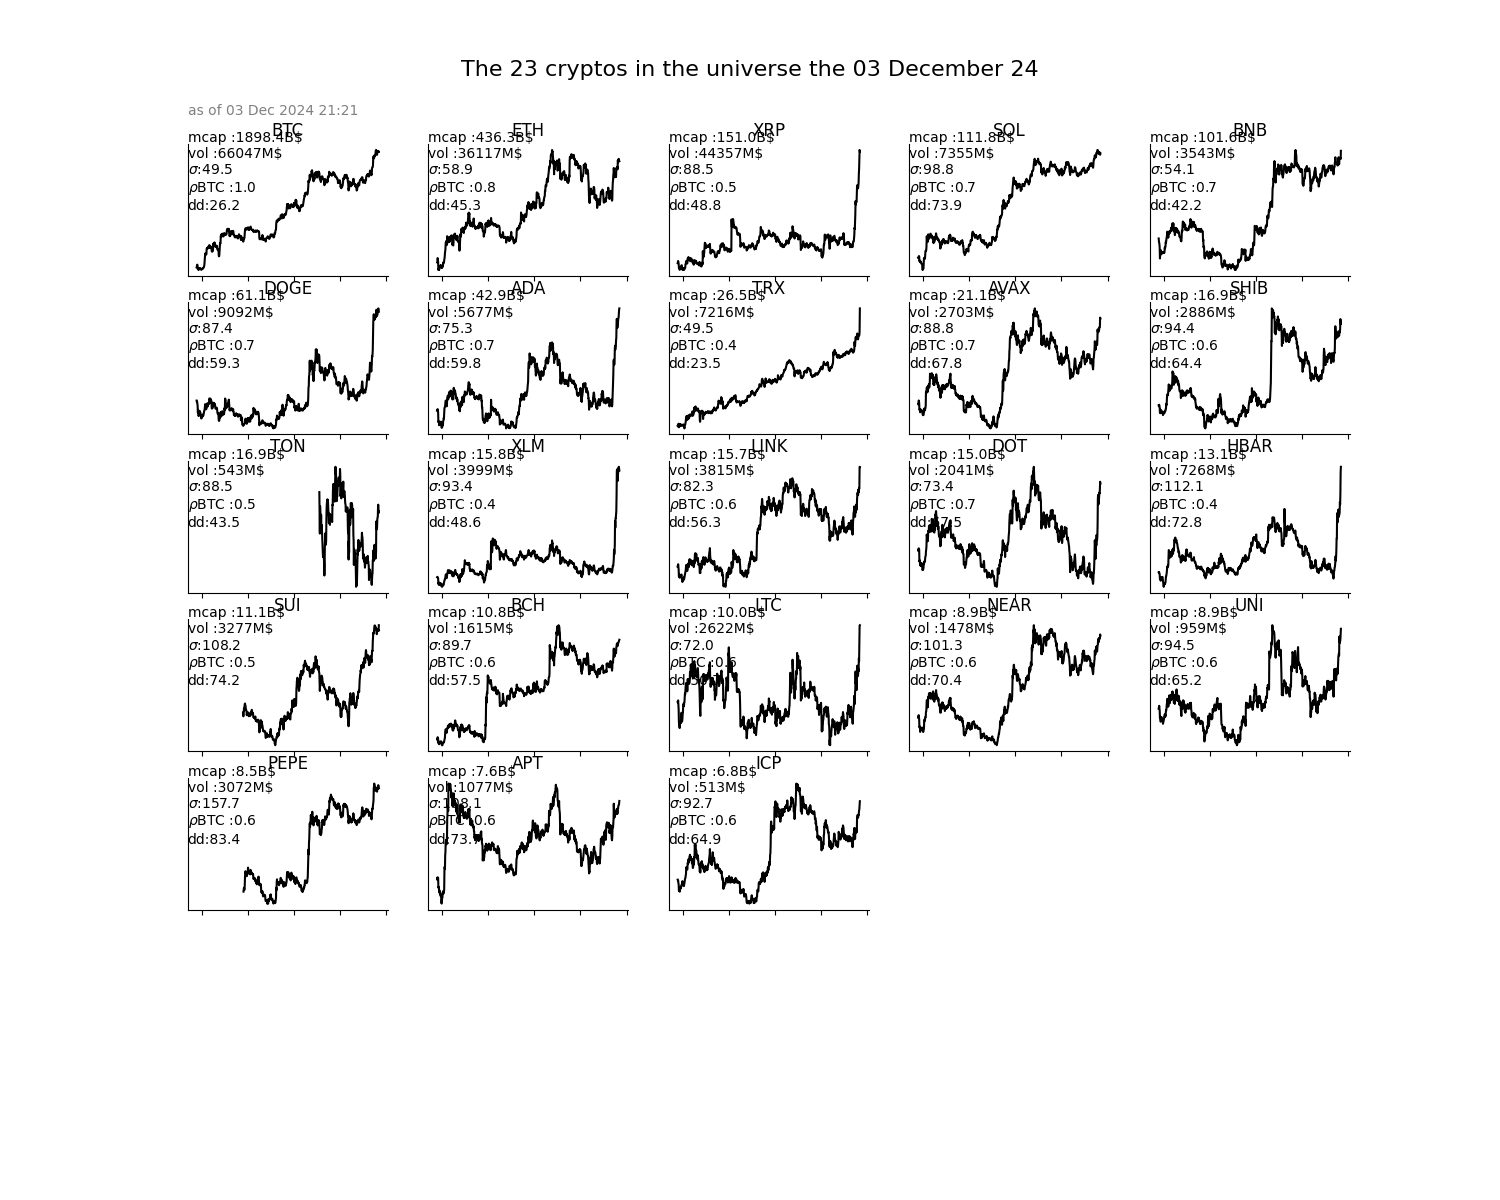 The 23 cryptos in the universe the 03 December 24
as of 03 Dec 2024 21:21
BTC
mcap :1898.4B$
vol :66047M$
σ:49.5
ρBTC :1.0
dd:26.2
ETH
mcap :436.3B$
vol :36117M$
σ:58.9
ρBTC :0.8
dd:45.3
XRP
mcap :151.0B$
vol :44357M$
σ:88.5
ρBTC :0.5
dd:48.8
SOL
mcap :111.8B$
vol :7355M$
σ:98.8
ρBTC :0.7
dd:73.9
BNB
mcap :101.6B$
vol :3543M$
σ:54.1
ρBTC :0.7
dd:42.2
DOGE
mcap :61.1B$
vol :9092M$
σ:87.4
ρBTC :0.7
dd:59.3
ADA
mcap :42.9B$
vol :5677M$
σ:75.3
ρBTC :0.7
dd:59.8
TRX
mcap :26.5B$
vol :7216M$
σ:49.5
ρBTC :0.4
dd:23.5
AVAX
mcap :21.1B$
vol :2703M$
σ:88.8
ρBTC :0.7
dd:67.8
SHIB
mcap :16.9B$
vol :2886M$
σ:94.4
ρBTC :0.6
dd:64.4
TON
mcap :16.9B$
vol :543M$
σ:88.5
ρBTC :0.5
dd:43.5
XLM
mcap :15.8B$
vol :3999M$
σ:93.4
ρBTC :0.4
dd:48.6
LINK
mcap :15.7B$
vol :3815M$
σ:82.3
ρBTC :0.6
dd:56.3
DOT
mcap :15.0B$
vol :2041M$
σ:73.4
ρBTC :0.7
HBAR
mcap :13.1B$
vol :7268M$
σ:112.1
ρBTC :0.4
dd:72.8
SUI
mcap :11.1B$
vol :3277M$
σ:108.2
ρBTC :0.5
dd:74.2
BCH
mcap :10.8B$
vol :1615M$
σ:89.7
ρBTC :0.6
dd:57.5
LTC
mcap :10.0B$
vol :2622M$
σ:72.0
ρBTC :0.6
NEAR
mcap :8.9B$
vol :1478M$
σ:101.3
ρBTC :0.6
dd:70.4
UNI
mcap :8.9B$
vol :959M$
σ:94.5
ρBTC :0.6
dd:65.2
PEPE
mcap :8.5B$
vol :3072M$
σ:157.7
ρBTC :0.6
dd:83.4
APT
mcap :7.6B$
vol :1077M$
σ:108.1
ρBTC :0.6
ICP
mcap :6.8B$
vol :513M$
σ:92.7
ρBTC :0.6
dd:64.9